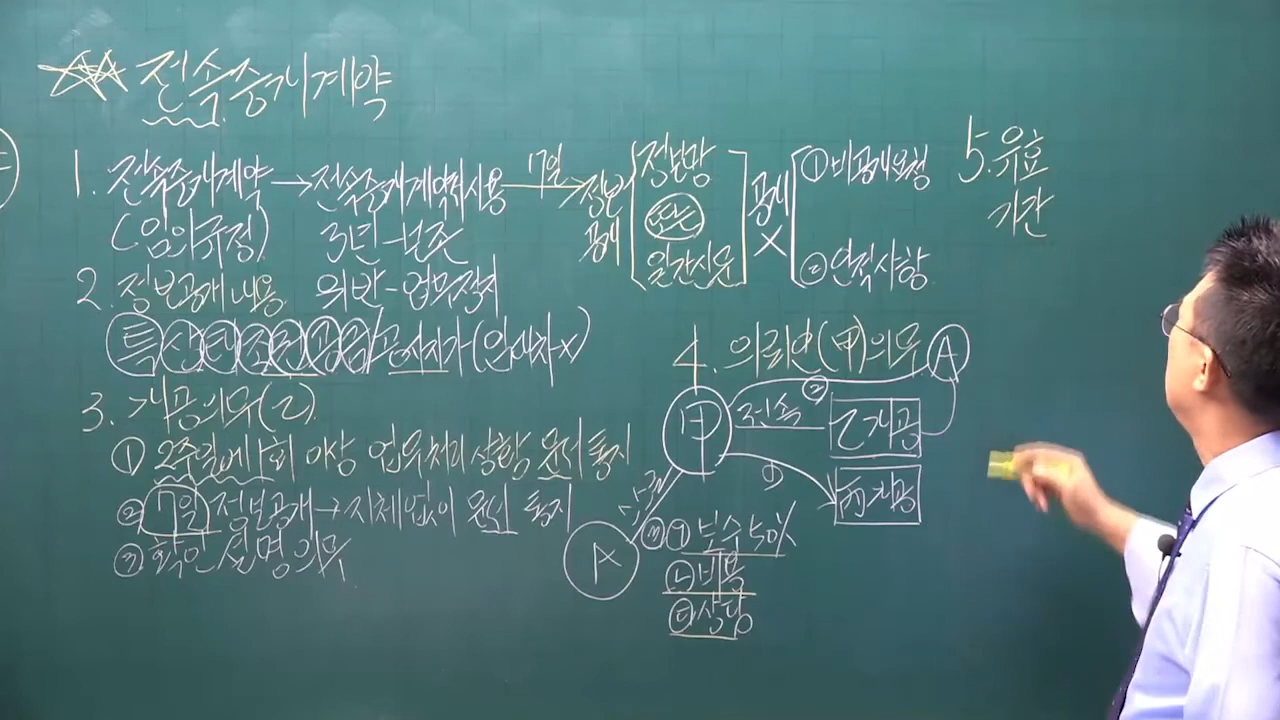 전속중개계약
1. 전속중개계약 → 전속중개계약서사용 7일 → 정보공개
(임의규정) 3년-보존
정보망
또는
일간신문
공개 X
① 비공개요청
② 인적사항
2. 정보공개내용 위반-업무정지
공시지가 (임대차×)
3. 개공의무(乙)
① 2주일에 1회 이상 업무처리상황 문서통지
② 7일 정보공개 → 지체없이 문서 통지
③ 확인설명의무
4. 의뢰인(甲)의무
A
甲 전속 ② 乙개공
① 丙개공
A
③ ㉠ 보수 50%
㉡ 비용
㉢ 상당
5. 유효
기간